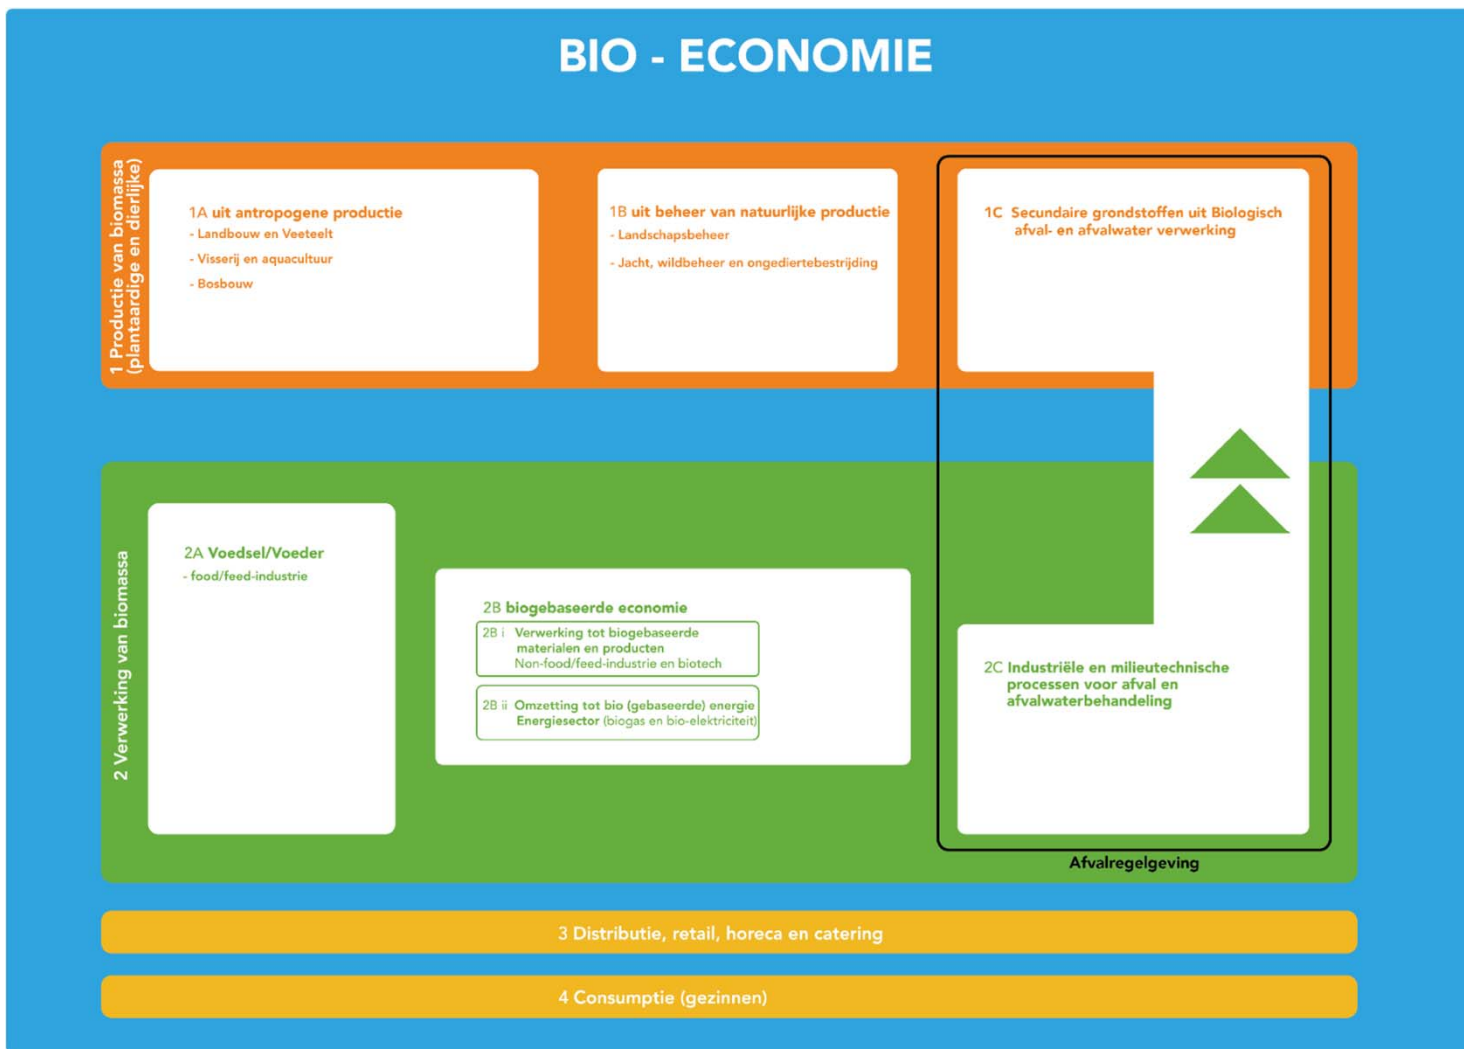 BIO - ECONOMIE
1 Productie van biomassa
(plantaardige en dierlijke)
1A uit antropogene productie
- Landbouw en Veeteelt
- Visserij en aquacultuur
- Bosbouw
1B uit beheer van natuurlijke productie
- Landschapsbeheer
- Jacht, wildbeheer en ongediertebestrijding
1C Secundaire grondstoffen uit Biologisch
afval- en afvalwater verwerking
2 Verwerking van biomassa
2A Voedsel/Voeder
- food/feed-industrie
2B biogebaseerde economie
2B i Verwerking tot biogebaseerde
materialen en producten
Non-food/feed-industrie en biotech
2B ii Omzetting tot bio (gebaseerde) energie
Energiesector (biogas en bio-elektriciteit)
2C Industriële en milieutechnische
processen voor afval en
afvalwaterbehandeling
Afvalregelgeving
3 Distributie, retail, horeca en catering
4 Consumptie (gezinnen)